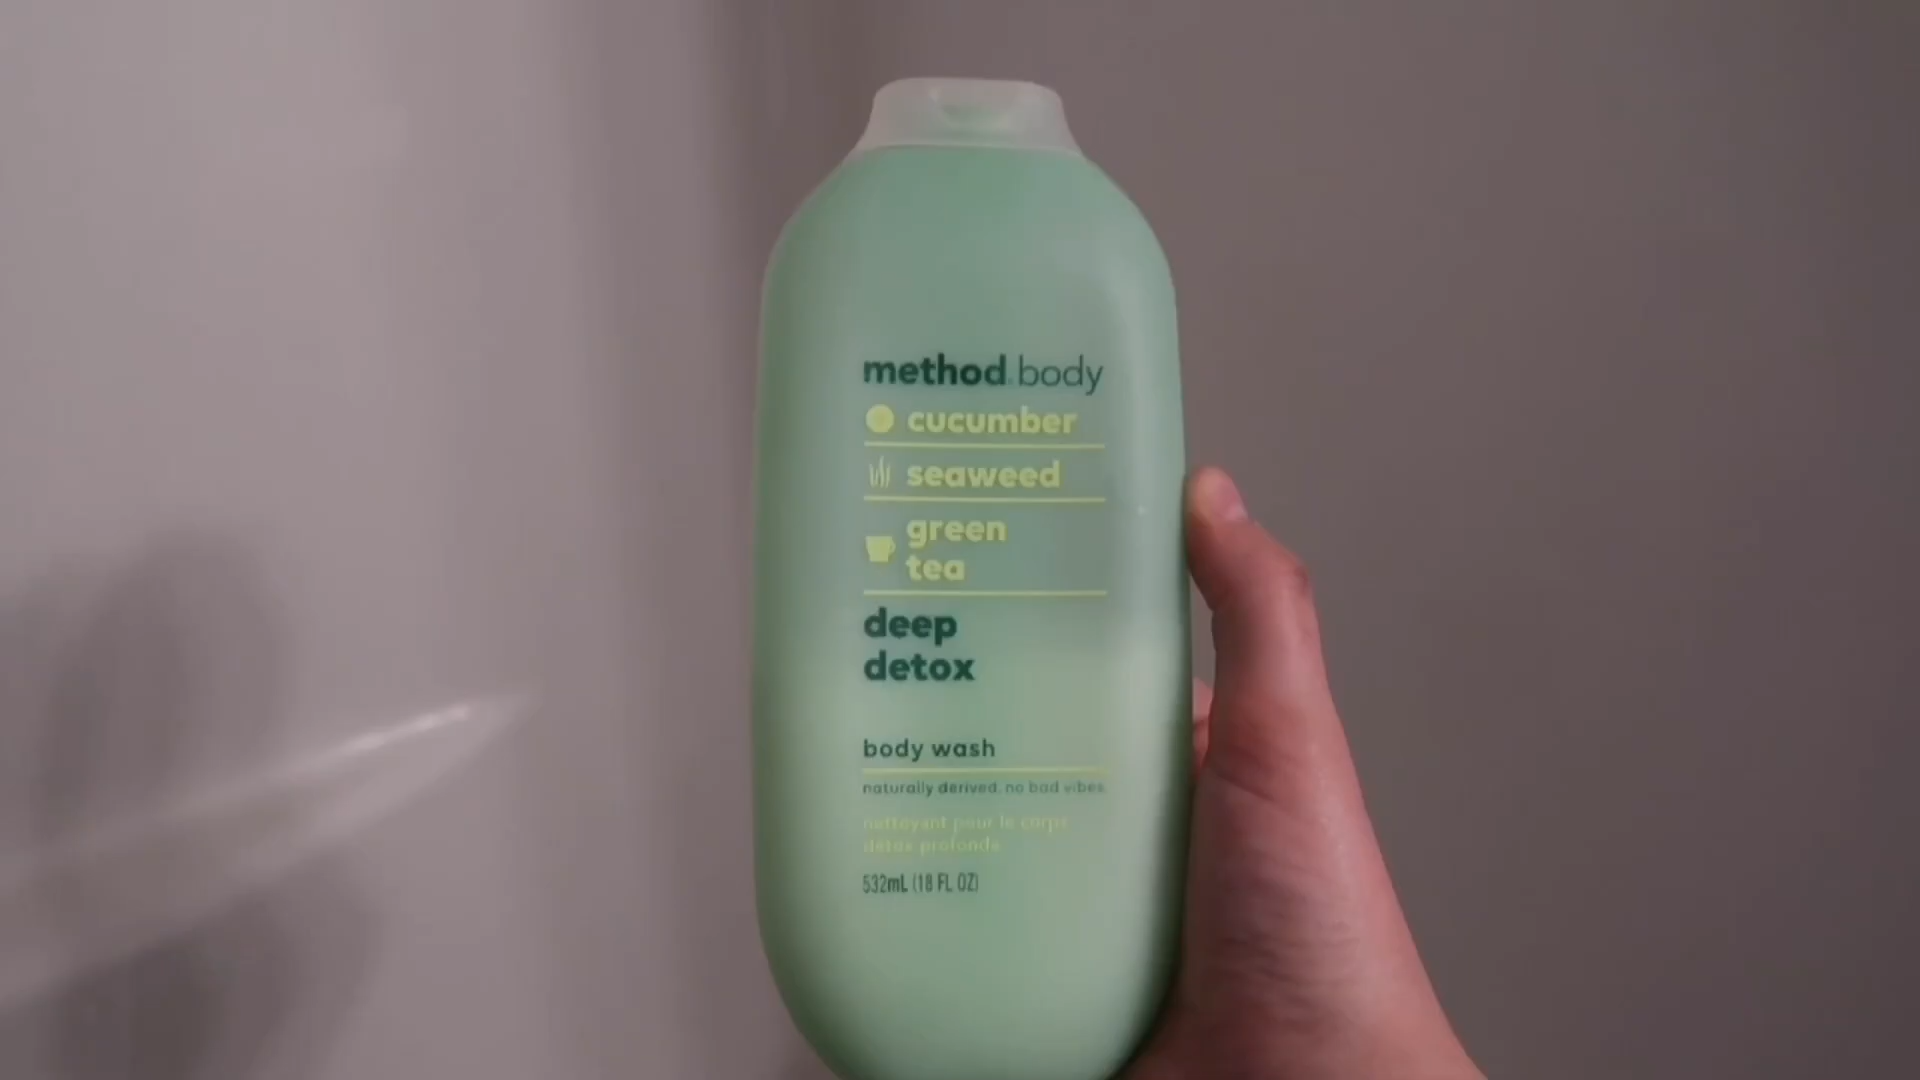 method body
cucumber
seaweed
green
tea
deep
detox
body wash
naturally derived. no bad vibes.
nettoyant pour le corps
détox profonde
532mL (18 FL OZ)